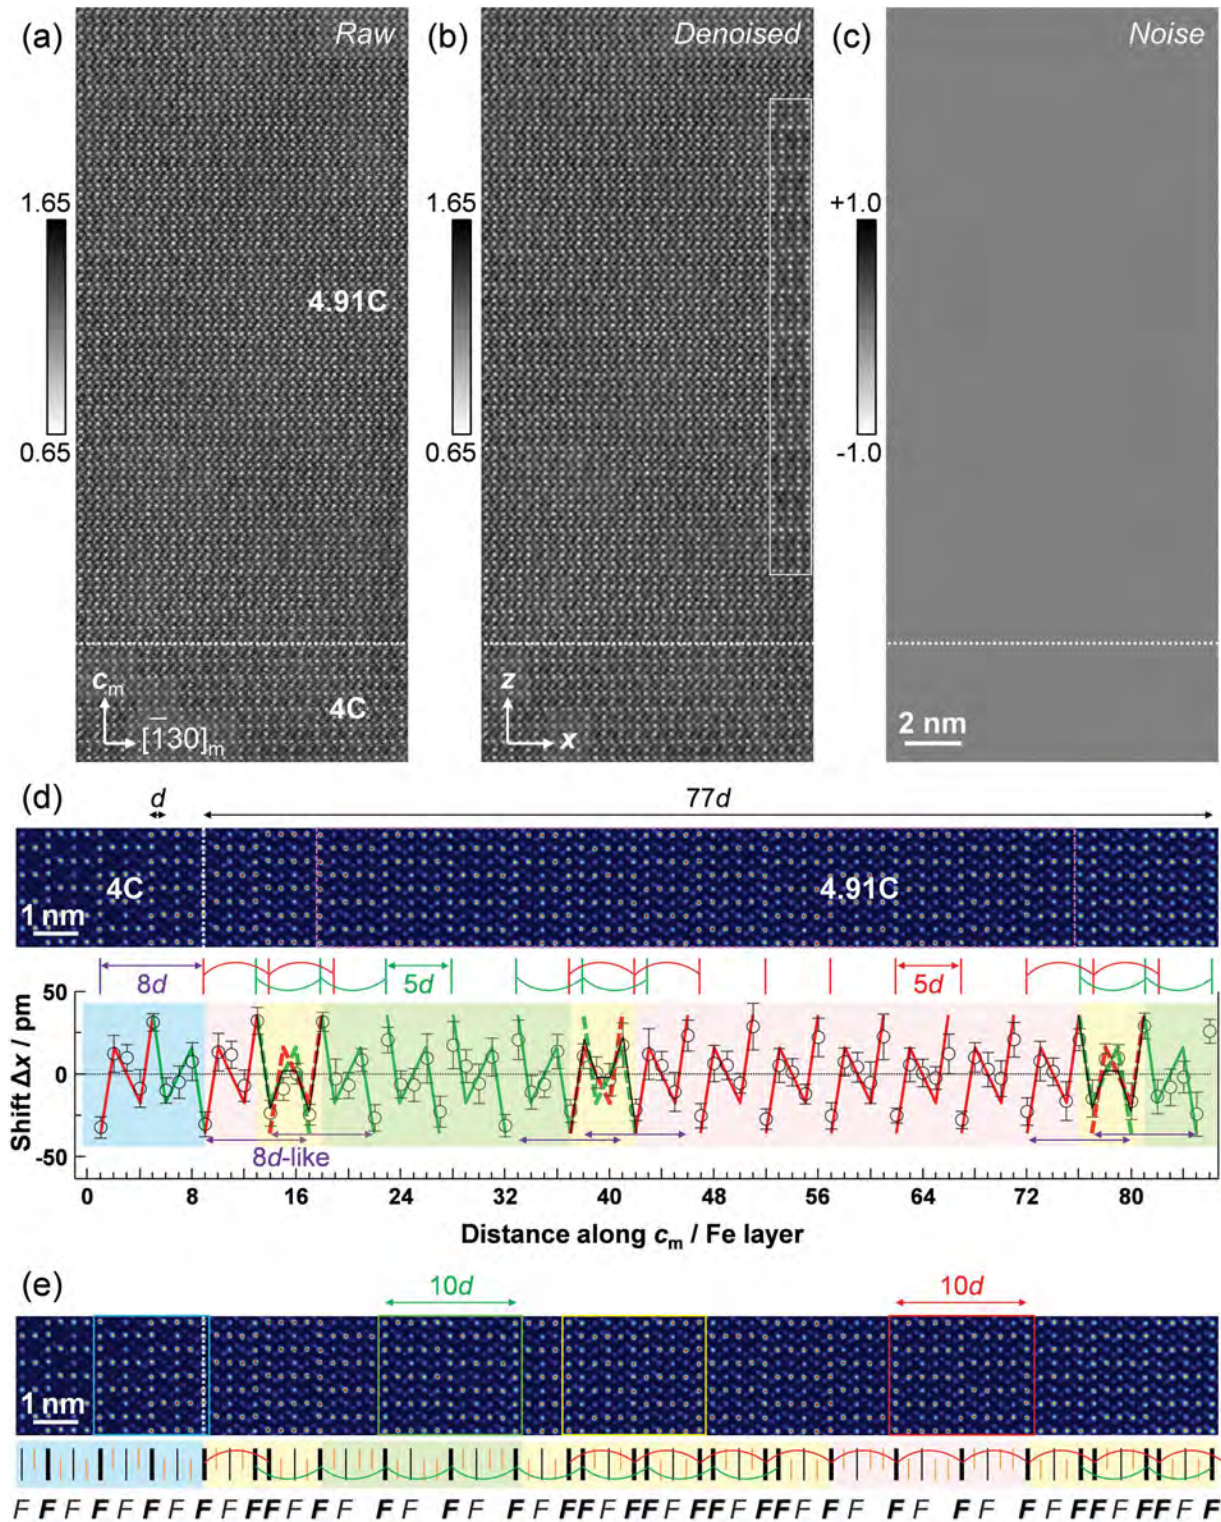 (a) Raw
(b) Denoised
(c) Noise
1.65
0.65
4.91C
4C
c_m
[1̅30]_m
1.65
0.65
z
x
+1.0
-1.0
2 nm
(d) d 77d
4C 4.91C
1 nm
8d 5d 5d
Shift Δx / pm
50
0
-50
8d-like
0 8 16 24 32 40 48 56 64 72 80
Distance along c_m / Fe layer
(e) 10d 10d
1 nm
F F F F F F F F F FF F F F F F F F F FF F FF F FF F FF F F F F F F FF F FF F F